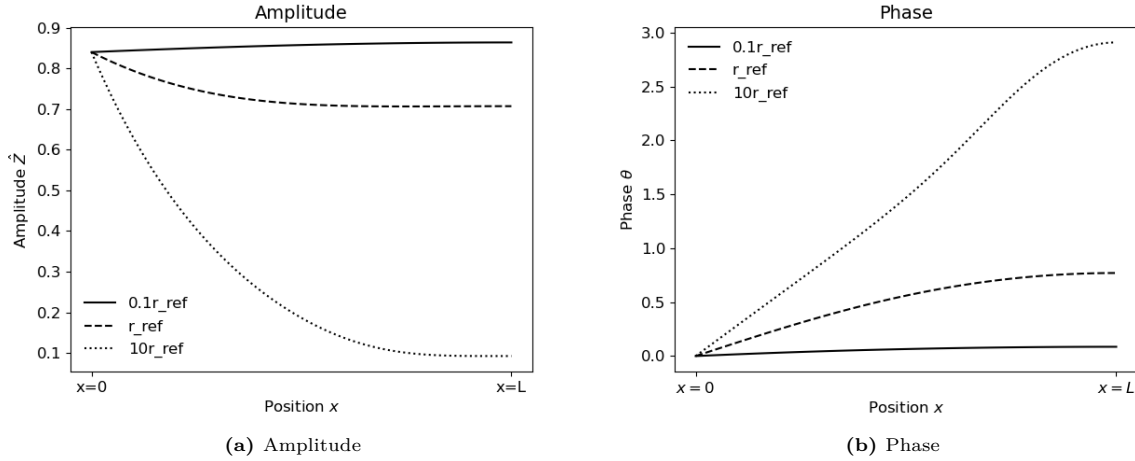 Amplitude
0.9
0.8
0.7
0.6
0.5
0.4
0.3
0.2
0.1
Amplitude Ẑ
0.1r_ref
r_ref
10r_ref
x=0
x=L
Position x
(a) Amplitude
Phase
3.0
2.5
2.0
1.5
1.0
0.5
0.0
Phase θ
0.1r_ref
r_ref
10r_ref
x = 0
x = L
Position x
(b) Phase